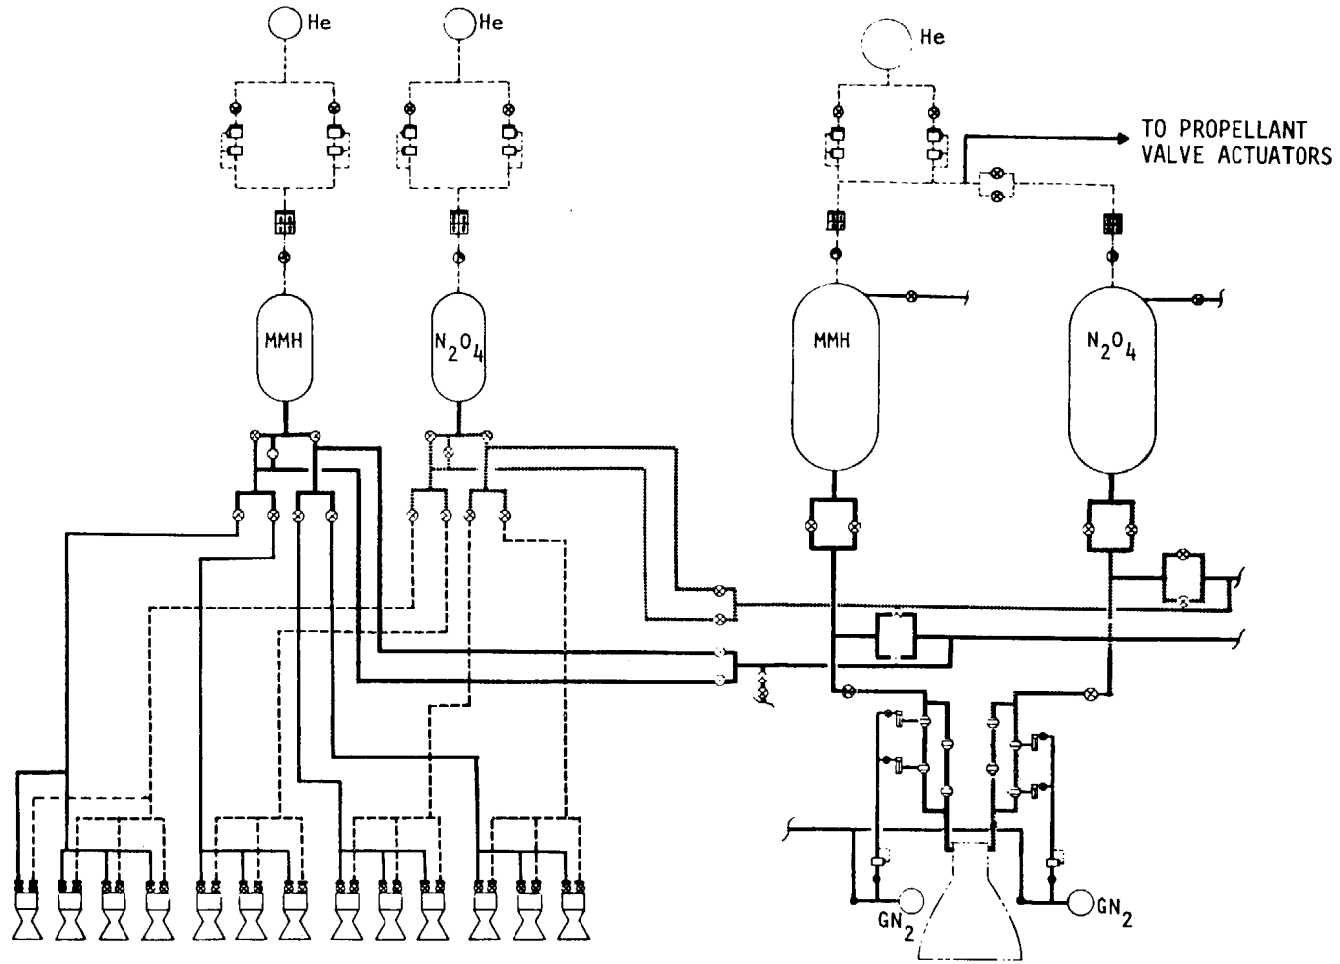 He
He
He
TO PROPELLANT
VALVE ACTUATORS
MMH
N2O4
MMH
N2O4
GN2
GN2